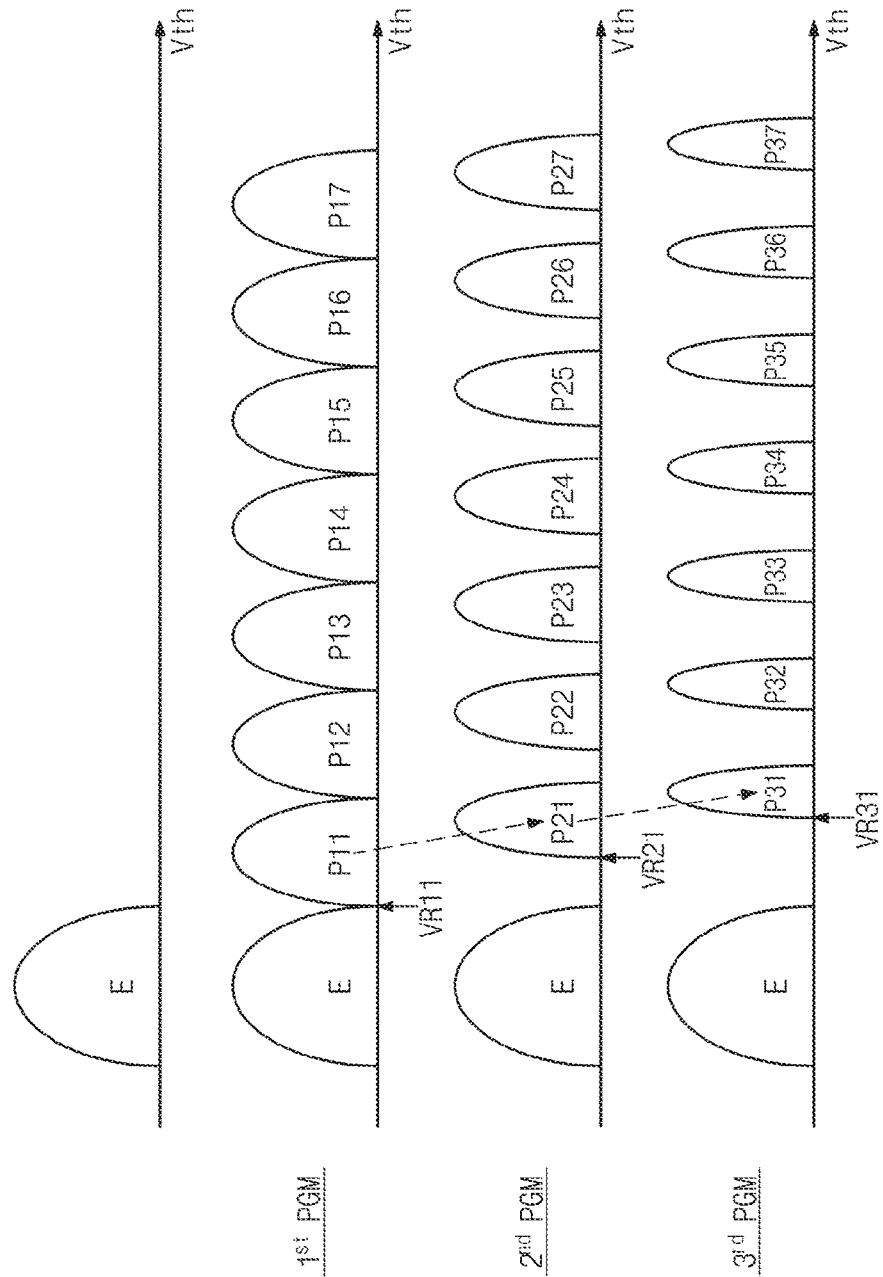 E
Vth
1st PGM
E
P11
P12
P13
P14
P15
P16
P17
Vth
VR11
2nd PGM
E
P21
P22
P23
P24
P25
P26
P27
Vth
VR21
3rd PGM
E
P31
P32
P33
P34
P35
P36
P37
Vth
VR31